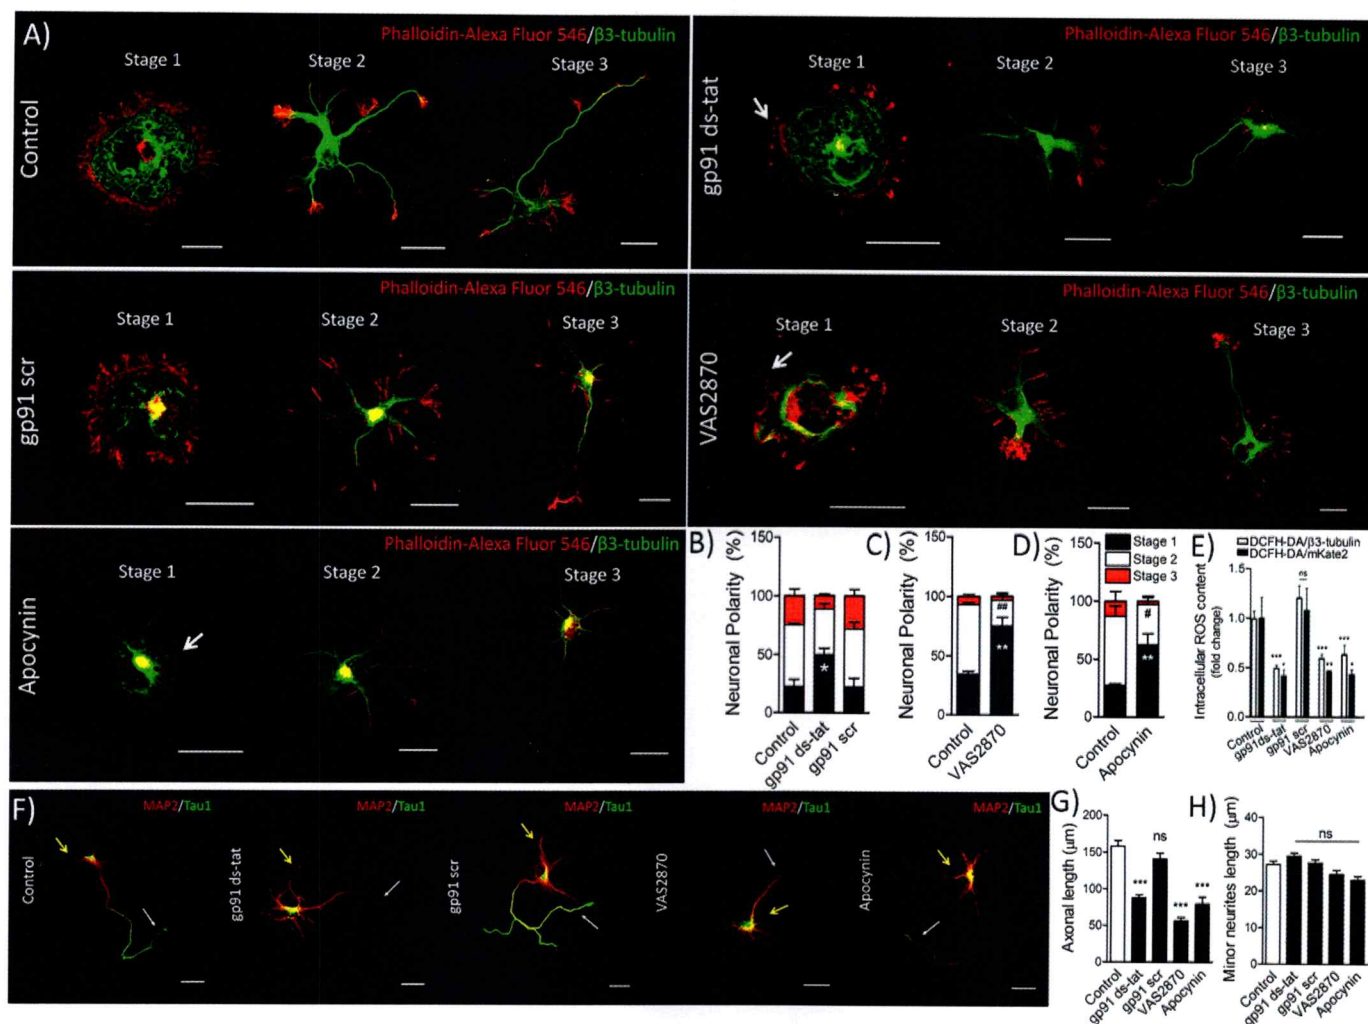 A)
Phalloidin-Alexa Fluor 546/β3-tubulin
Stage 1
Stage 2
Stage 3
Control
Phalloidin-Alexa Fluor 546/β3-tubulin
Stage 1
Stage 2
Stage 3
gp91 ds-tat
Phalloidin-Alexa Fluor 546/β3-tubulin
Stage 1
Stage 2
Stage 3
gp91 scr
Phalloidin-Alexa Fluor 546/β3-tubulin
Stage 1
Stage 2
Stage 3
VAS2870
Phalloidin-Alexa Fluor 546/β3-tubulin
Stage 1
Stage 2
Stage 3
Apocynin
B)
Neuronal Polarity (%)
150
100
50
0
*
Control
gp91 ds-tat
gp91 scr
C)
Neuronal Polarity (%)
150
100
50
0
##
**
Control
VAS2870
D)
Neuronal Polarity (%)
150
100
50
0
Stage 1
Stage 2
Stage 3
#
**
Control
Apocynin
E)
DCFH-DA/β3-tubulin
DCFH-DA/mKate2
Intracellular ROS content
(fold change)
1.5
1.0
0.5
0.0
ns
*** *
*** **
*** *
Control
gp91ds-tat
gp91 scr
VAS2870
Apocynin
F)
MAP2/Tau1
Control
MAP2/Tau1
gp91 ds-tat
MAP2/Tau1
gp91 scr
MAP2/Tau1
VAS2870
MAP2/Tau1
Apocynin
G)
Axonal length (μm)
200
150
100
50
0
***
ns
***
***
Control
gp91 ds-tat
gp91 scr
VAS2870
Apocynin
H)
Minor neurites length (μm)
40
30
20
10
0
ns
Control
gp91 ds-tat
gp91 scr
VAS2870
Apocynin